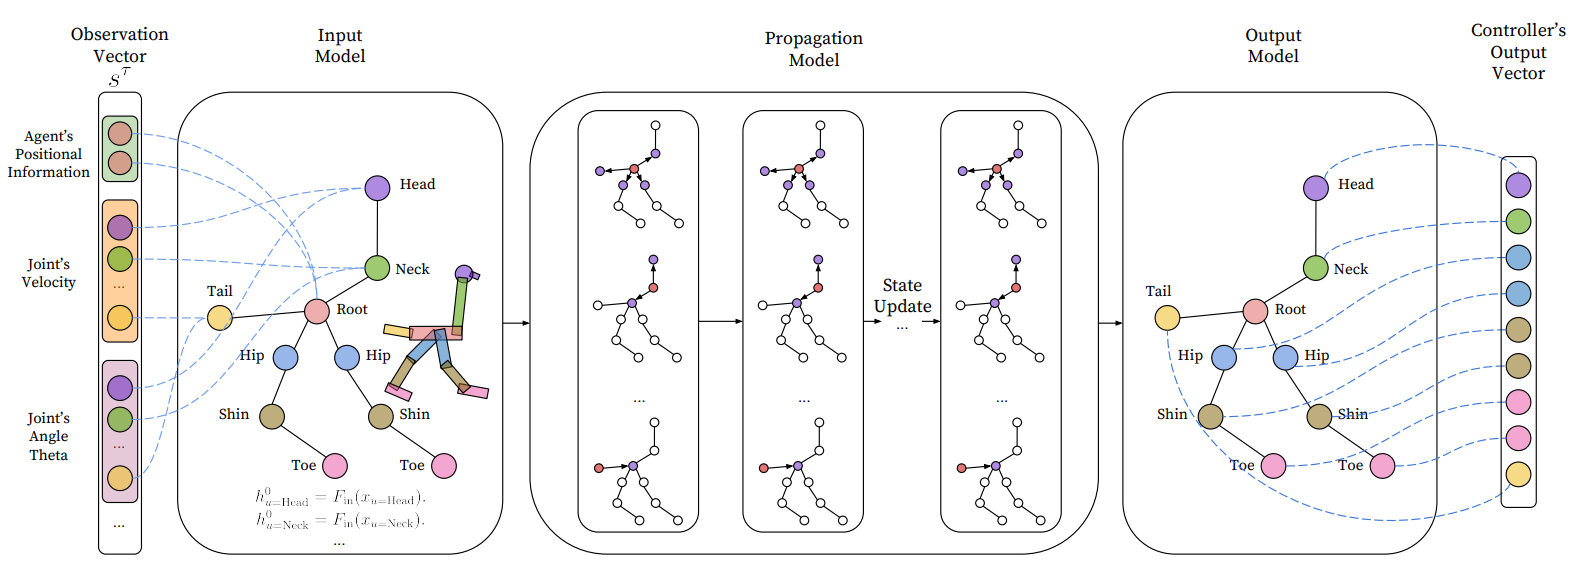 Observation
Vector
s^τ
Agent's
Positional
Information
Joint's
Velocity
...
Joint's
Angle
Theta
...
...
Input
Model
Head
Neck
Tail
Root
Hip
Hip
Shin
Shin
Toe
Toe
h^0_{u=Head} = F_in(x_{u=Head}).
h^0_{u=Neck} = F_in(x_{u=Neck}).
...
Propagation
Model
State
Update
...
...
...
...
Output
Model
Head
Neck
Tail
Root
Hip
Hip
Shin
Shin
Toe
Toe
Controller's
Output
Vector